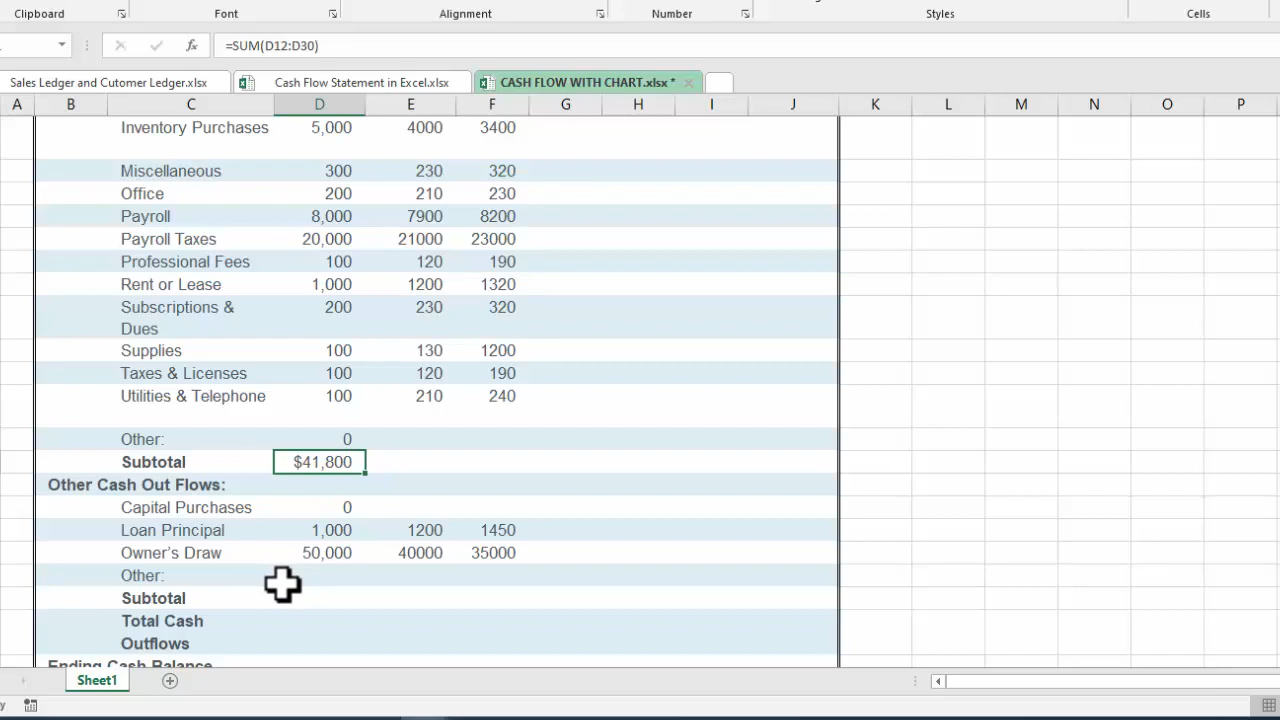 Clipboard Font Alignment Number Styles Cells
=SUM(D12:D30)
Sales Ledger and Cutomer Ledger.xlsx Cash Flow Statement in Excel.xlsx CASH FLOW WITH CHART.xlsx *
A B C D E F G H I J K L M N O P
Inventory Purchases 5,000 4000 3400
Miscellaneous 300 230 320
Office 200 210 230
Payroll 8,000 7900 8200
Payroll Taxes 20,000 21000 23000
Professional Fees 100 120 190
Rent or Lease 1,000 1200 1320
Subscriptions & 200 230 320
Dues
Supplies 100 130 1200
Taxes & Licenses 100 120 190
Utilities & Telephone 100 210 240
Other: 0
Subtotal $41,800
Other Cash Out Flows:
Capital Purchases 0
Loan Principal 1,000 1200 1450
Owner's Draw 50,000 40000 35000
Other:
Subtotal
Total Cash
Outflows
Ending Cash Balance
Sheet1